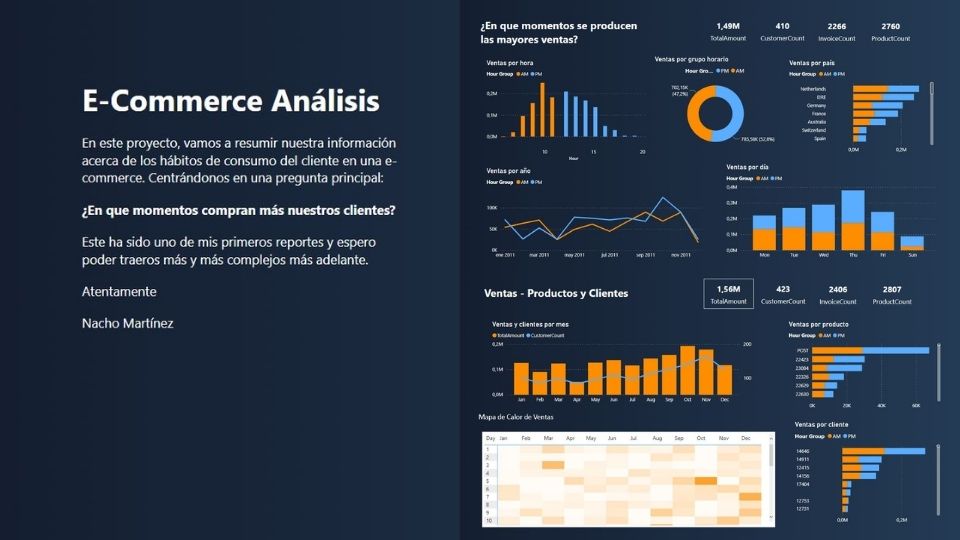 E-Commerce Análisis
En este proyecto, vamos a resumir nuestra información
acerca de los hábitos de consumo del cliente en una e-
commerce. Centrándonos en una pregunta principal:
¿En que momentos compran más nuestros clientes?
Este ha sido uno de mis primeros reportes y espero
poder traeros más y más complejos más adelante.
Atentamente
Nacho Martínez
¿En que momentos se producen
las mayores ventas?
1,49M
TotalAmount
410
CustomerCount
2266
InvoiceCount
2760
ProductCount
Ventas por hora
Hour Group AM PM
0,2M
0,1M
0,0M
10
15
20
Hour
Ventas por grupo horario
Hour Gro... PM AM
702,15K
(47,2%)
785,56K (52,8%)
Ventas por país
Hour Group AM PM
Netherlands
EIRE
Germany
France
Australia
Switzerland
Spain
0,0M
0,2M
Ventas por año
Hour Group AM PM
100K
50K
0K
ene 2011
mar 2011
may 2011
jul 2011
sep 2011
nov 2011
Ventas por día
Hour Group AM PM
0,4M
0,3M
0,2M
0,1M
0,0M
Mon
Tue
Wed
Thu
Fri
Sun
Ventas - Productos y Clientes
1,56M
TotalAmount
423
CustomerCount
2406
InvoiceCount
2807
ProductCount
Ventas y clientes por mes
TotalAmount CustomerCount
0,2M
0,1M
0,0M
200
100
Jan Feb Mar Apr May Jun Jul Aug Sep Oct Nov Dec
Ventas por producto
Hour Group AM PM
POST
22423
23084
22326
22629
22630
0K
20K
40K
60K
Mapa de Calor de Ventas
Day Jan Feb Mar Apr May Jun Jul Aug Sep Oct Nov Dec
1
2
3
4
5
6
7
8
9
10
Ventas por cliente
Hour Group AM PM
14646
14911
12415
14156
17404
12753
12731
0,0M
0,2M